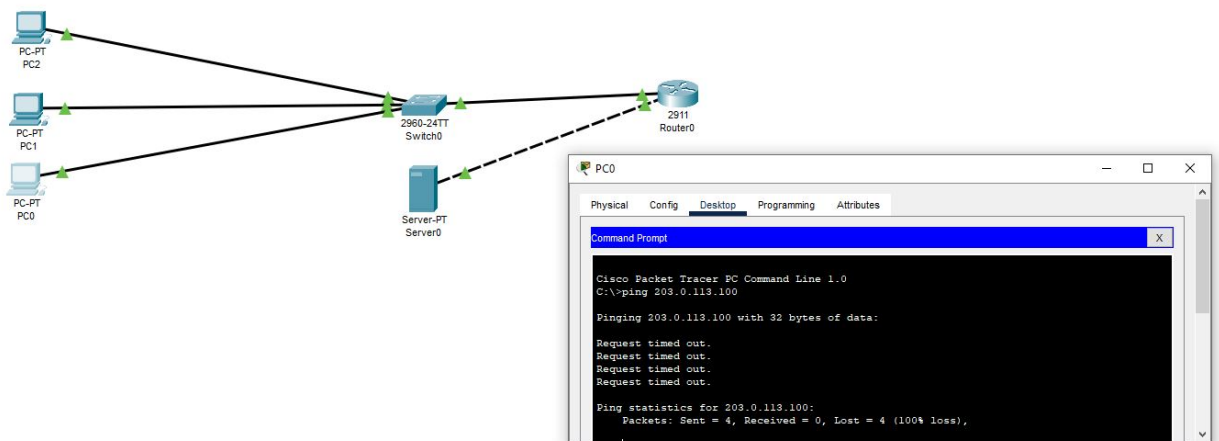 PC-PT
PC2
PC-PT
PC1
PC-PT
PC0
2960-24TT
Switch0
Server-PT
Server0
2911
Router0
PC0
Physical Config Desktop Programming Attributes
Command Prompt X
Cisco Packet Tracer PC Command Line 1.0
C:\>ping 203.0.113.100
Pinging 203.0.113.100 with 32 bytes of data:
Request timed out.
Request timed out.
Request timed out.
Request timed out.
Ping statistics for 203.0.113.100:
Packets: Sent = 4, Received = 0, Lost = 4 (100% loss),